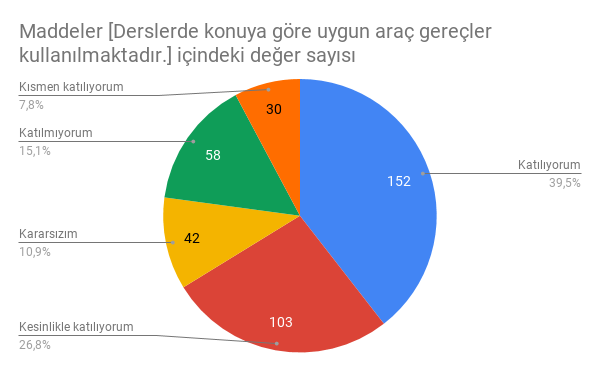 Maddeler [Derslerde konuya göre uygun araç gereçler
kullanılmaktadır.] içindeki değer sayısı
Kısmen katılıyorum
7,8%
30
Katılmıyorum
15,1%
58
Katılıyorum
39,5%
152
Kararsızım
10,9%
42
Kesinlikle katılıyorum
26,8%
103